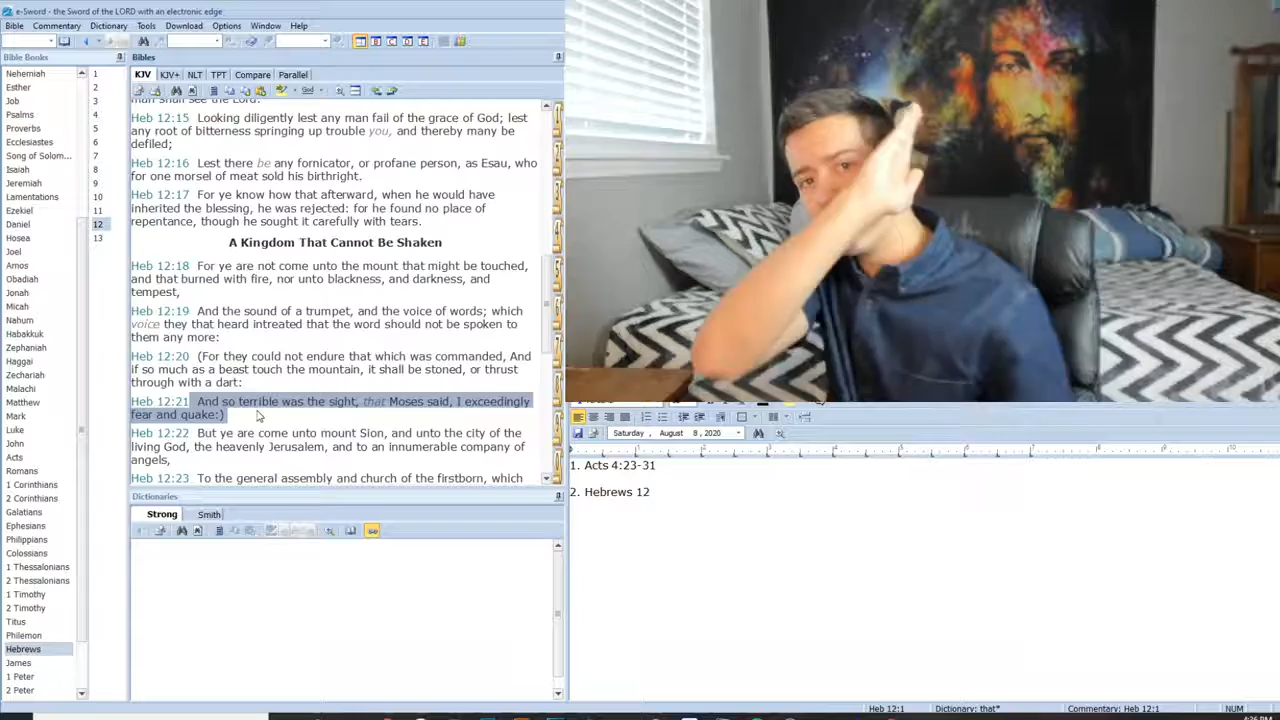 e-Sword - the Sword of the LORD with an electronic edge
Bible Commentary Dictionary Tools Download Options Window Help
Bible Books
Bibles
Nehemiah
Esther
Job
Psalms
Proverbs
Ecclesiastes
Song of Solom...
Isaiah
Jeremiah
Lamentations
Ezekiel
Daniel
Hosea
Joel
Amos
Obadiah
Jonah
Micah
Nahum
Habakkuk
Zephaniah
Haggai
Zechariah
Malachi
Matthew
Mark
Luke
John
Acts
Romans
1 Corinthians
2 Corinthians
Galatians
Ephesians
Philippians
Colossians
1 Thessalonians
2 Thessalonians
1 Timothy
2 Timothy
Titus
Philemon
Hebrews
James
1 Peter
2 Peter
1
2
3
4
5
6
7
8
9
10
11
12
13
KJV KJV+ NLT TPT Compare Parallel
man shall see the Lord:
Heb 12:15 Looking diligently lest any man fail of the grace of God; lest
any root of bitterness springing up trouble you, and thereby many be
defiled;
Heb 12:16 Lest there be any fornicator, or profane person, as Esau, who
for one morsel of meat sold his birthright.
Heb 12:17 For ye know how that afterward, when he would have
inherited the blessing, he was rejected: for he found no place of
repentance, though he sought it carefully with tears.
A Kingdom That Cannot Be Shaken
Heb 12:18 For ye are not come unto the mount that might be touched,
and that burned with fire, nor unto blackness, and darkness, and
tempest,
Heb 12:19 And the sound of a trumpet, and the voice of words; which
voice they that heard intreated that the word should not be spoken to
them any more:
Heb 12:20 (For they could not endure that which was commanded, And
if so much as a beast touch the mountain, it shall be stoned, or thrust
through with a dart:
Heb 12:21 And so terrible was the sight, that Moses said, I exceedingly
fear and quake:)
Heb 12:22 But ye are come unto mount Sion, and unto the city of the
living God, the heavenly Jerusalem, and to an innumerable company of
angels,
Heb 12:23 To the general assembly and church of the firstborn, which
Dictionaries
Strong Smith
Saturday , August 8, 2020
1. Acts 4:23-31
2. Hebrews 12
Heb 12:1 Dictionary: that* Commentary: Heb 12:1 NUM